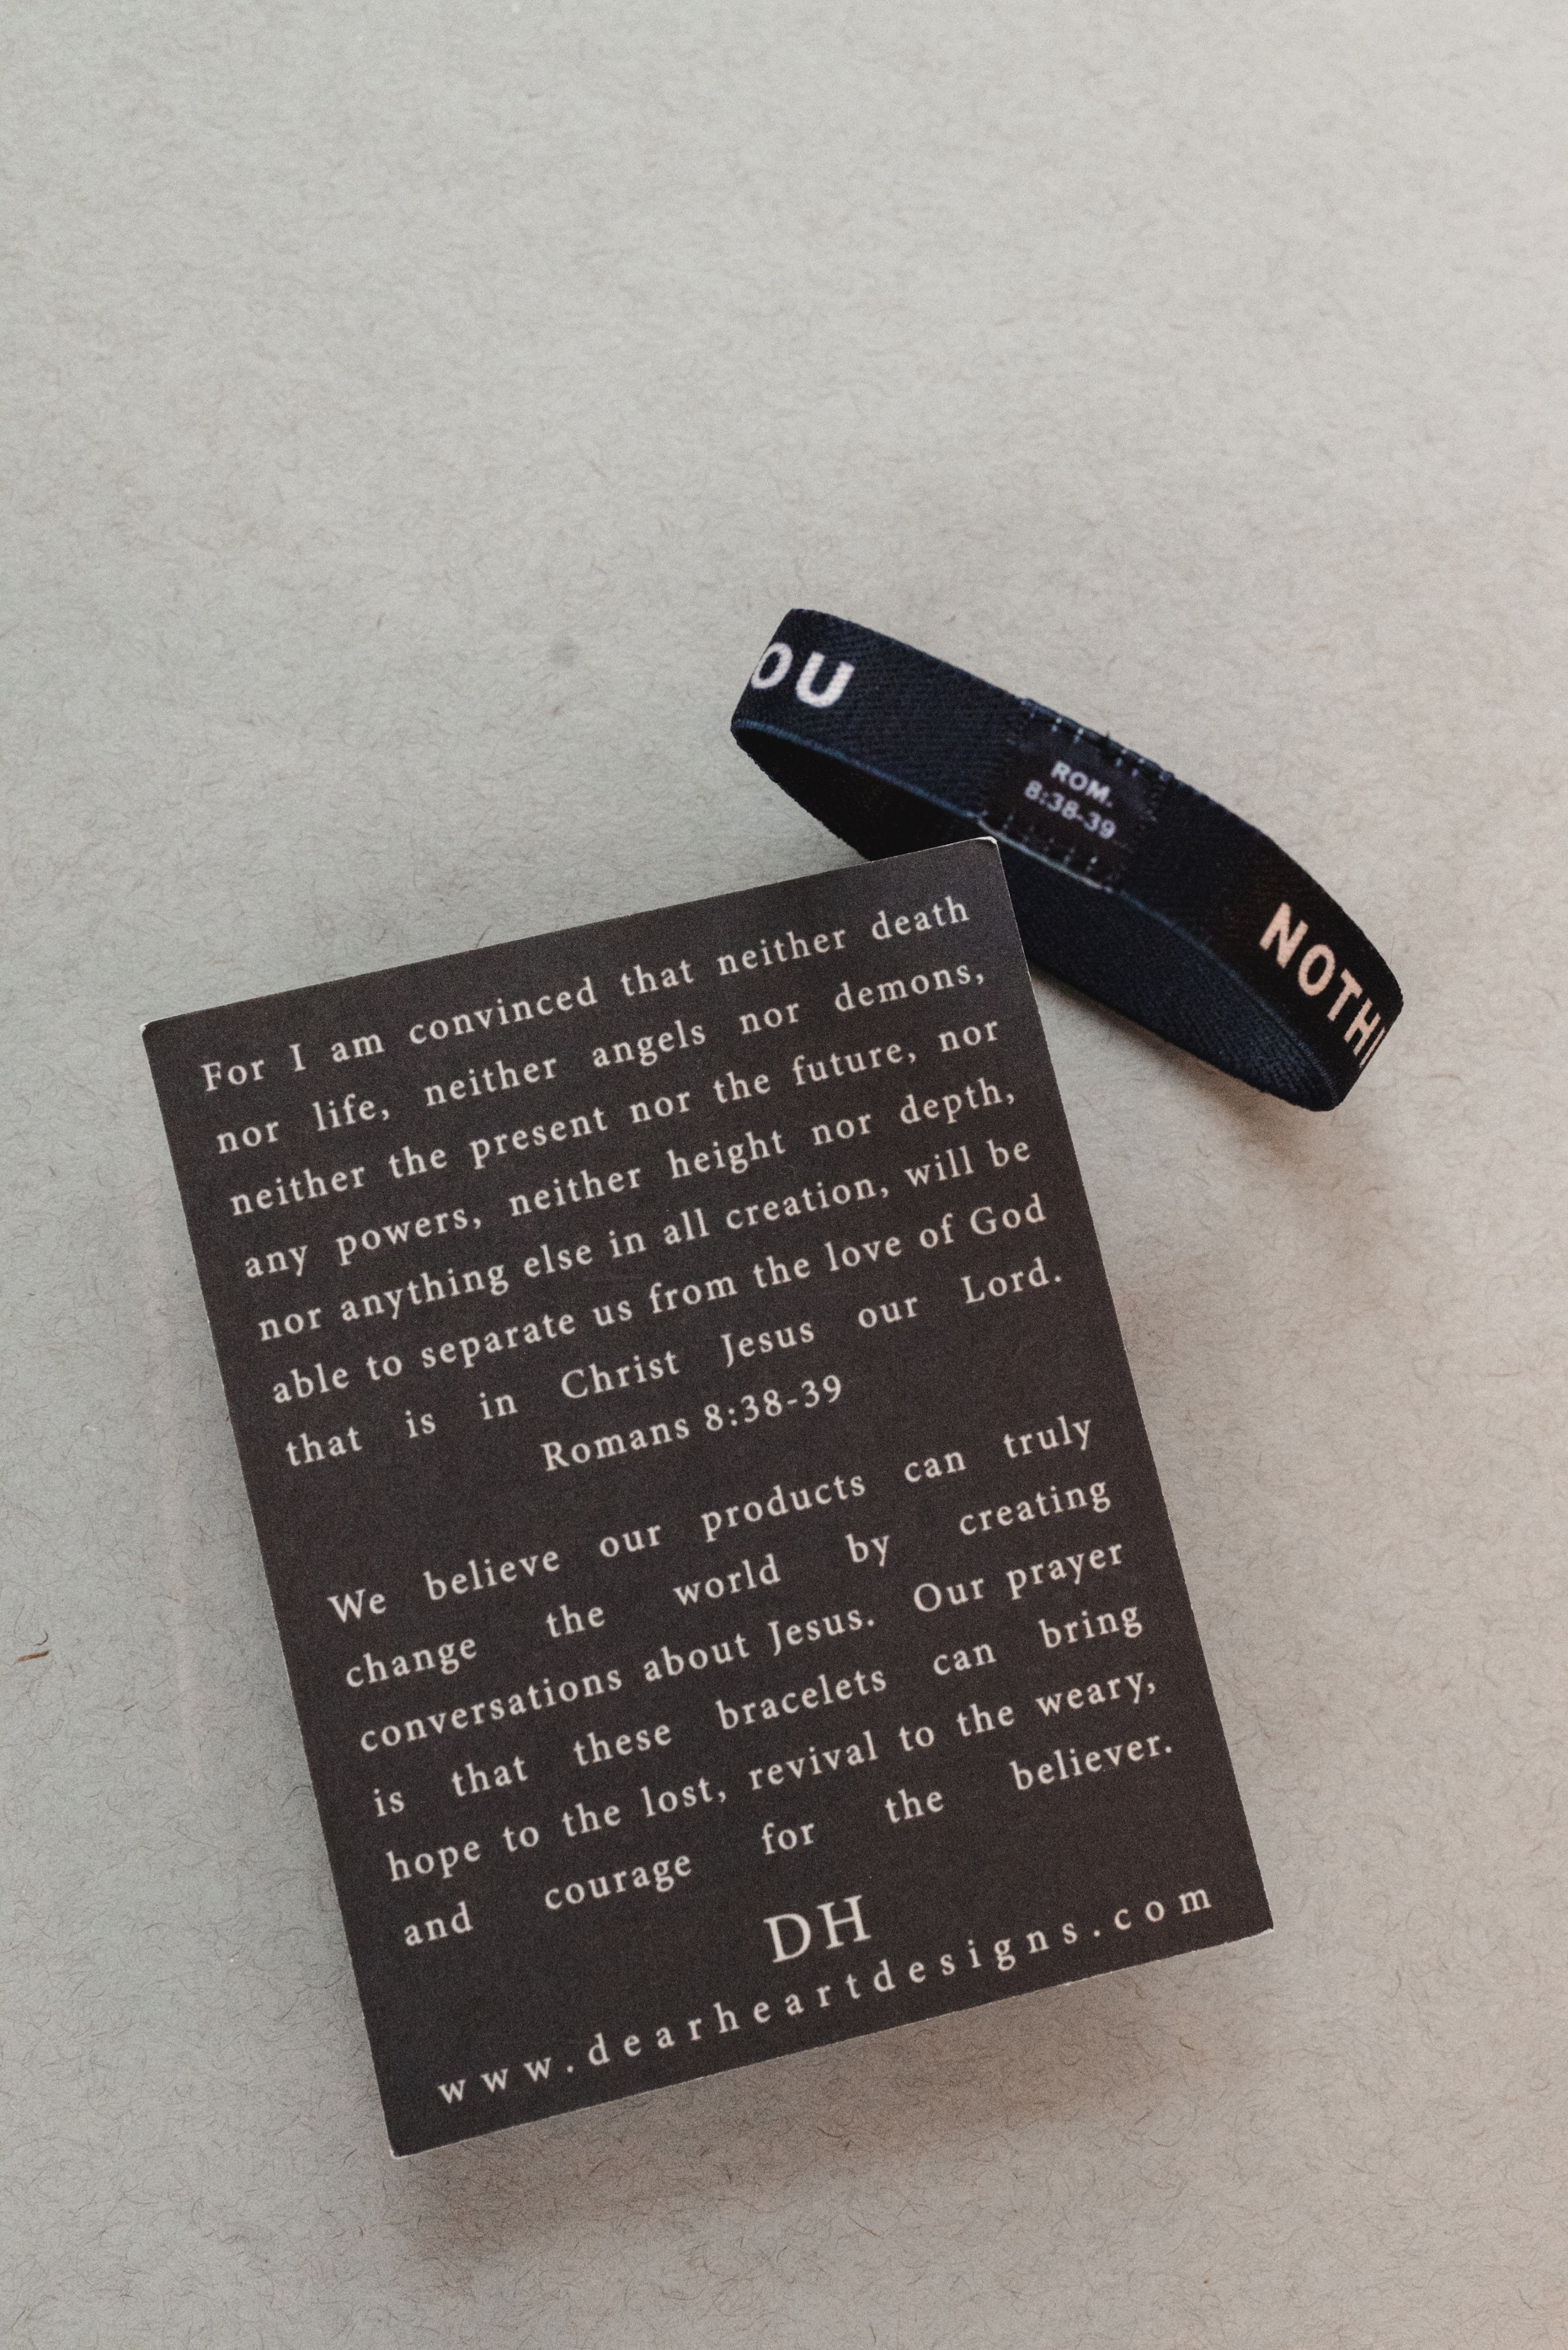 OU
ROM.
8:38-39
NOTHI
For I am convinced that neither death
nor life, neither angels nor demons,
neither the present nor the future, nor
any powers, neither height nor depth,
nor anything else in all creation, will be
able to separate us from the love of God
that is in Christ Jesus our Lord.
Romans 8:38-39
We believe our products can truly
change the world by creating
conversations about Jesus. Our prayer
is that these bracelets can bring
hope to the lost, revival to the weary,
and courage for the believer.
DH
www.dearheartdesigns.com